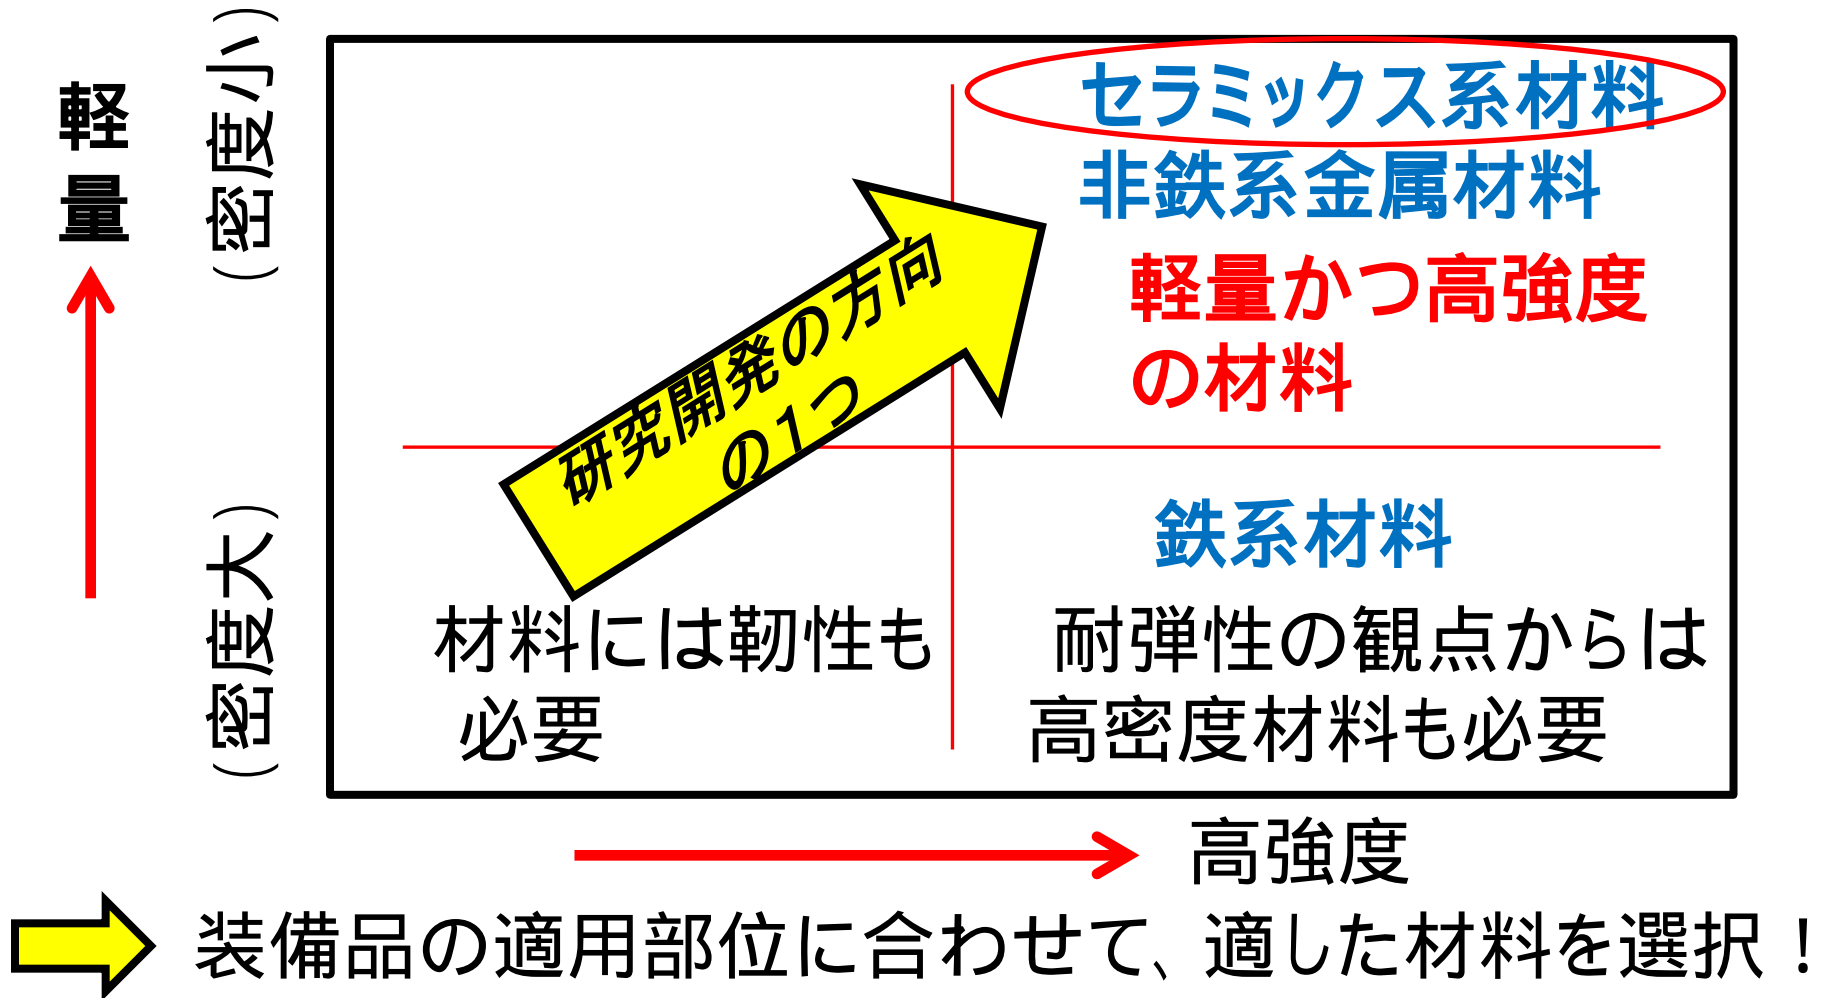 軽量
(密度小)
(密度大)
セラミックス系材料
非鉄系金属材料
軽量かつ高強度
の材料
研究開発の方向
の1つ
鉄系材料
材料には靭性も
必要
耐弾性の観点からは
高密度材料も必要
高強度
装備品の適用部位に合わせて、適した材料を選択！